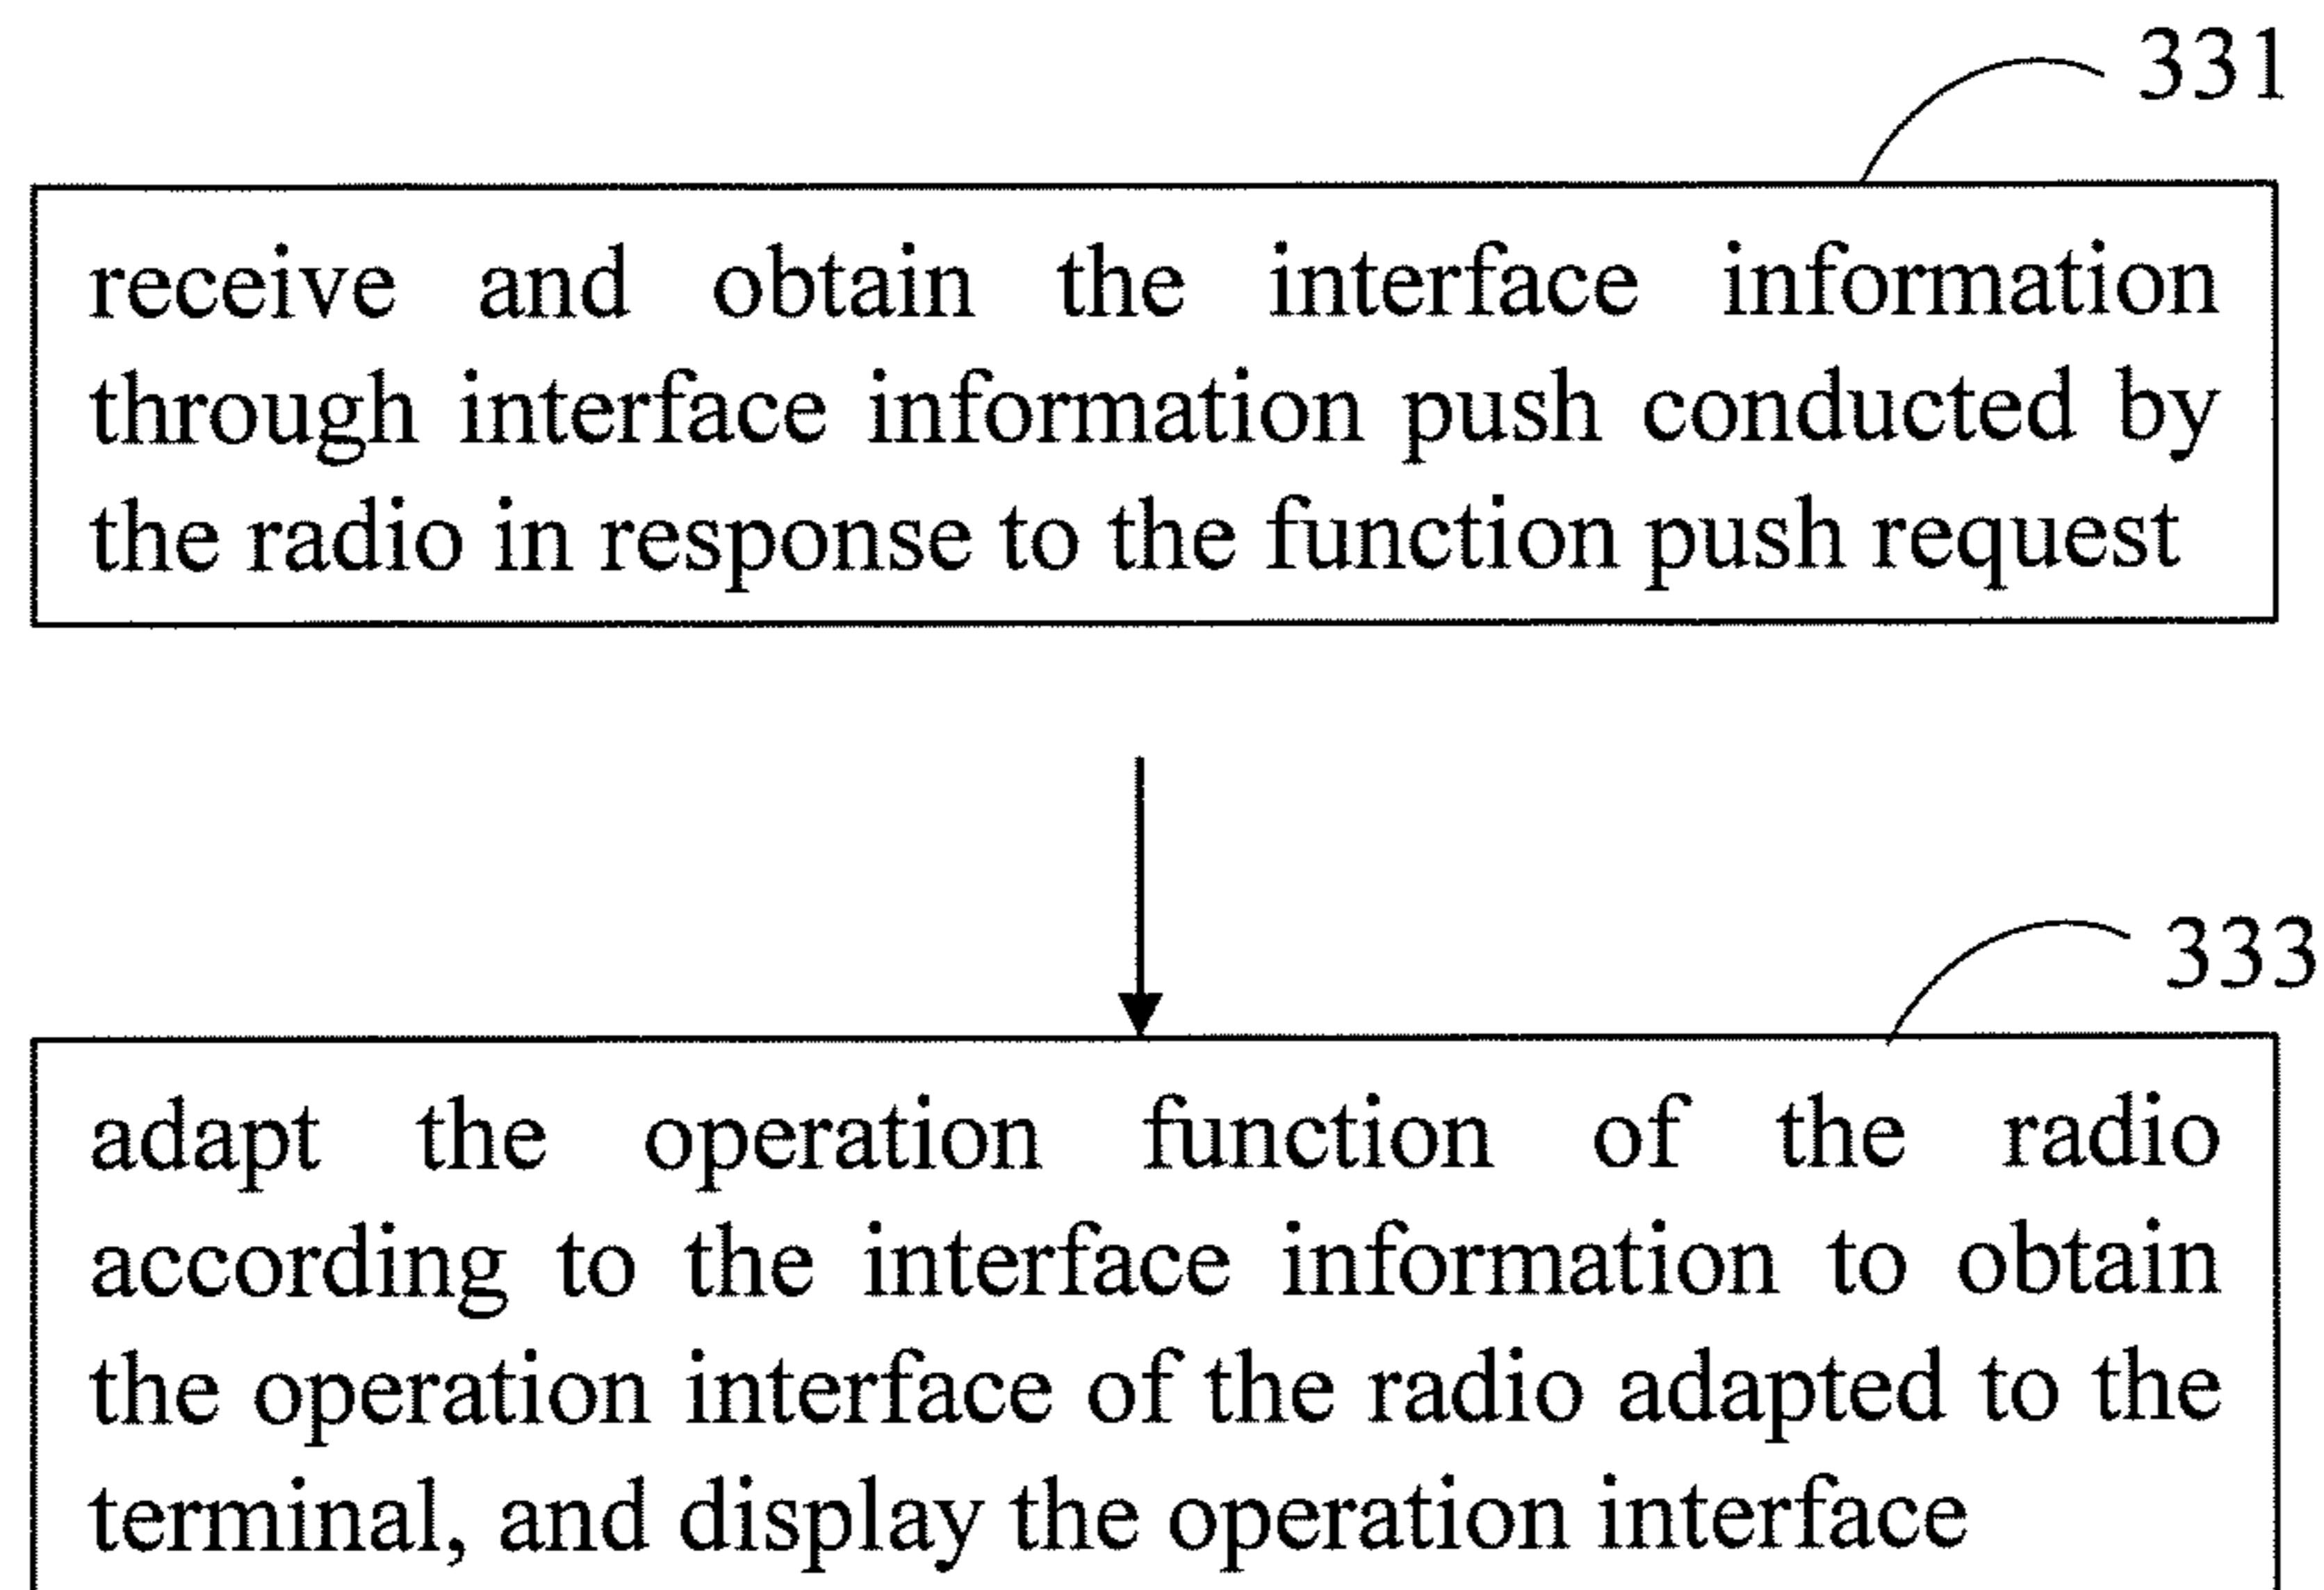 331
receive and obtain the interface information
through interface information push conducted by
the radio in response to the function push request
333
adapt the operation function of the radio
according to the interface information to obtain
the operation interface of the radio adapted to the
terminal, and display the operation interface